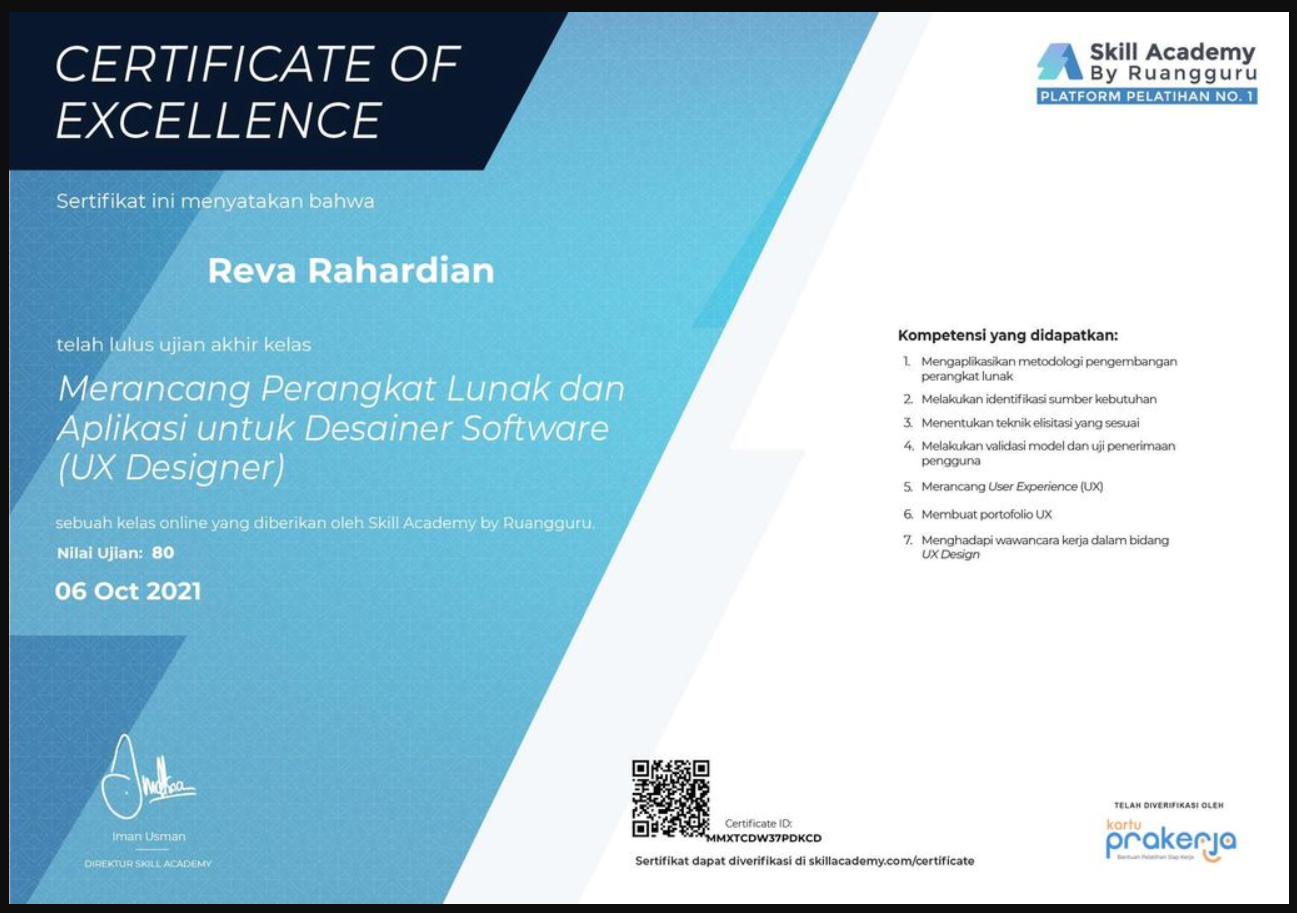 CERTIFICATE OF
EXCELLENCE
Skill Academy
By Ruangguru
PLATFORM PELATIHAN NO. 1
Sertifikat ini menyatakan bahwa
Reva Rahardian
telah lulus ujian akhir kelas
Merancang Perangkat Lunak dan
Aplikasi untuk Desainer Software
(UX Designer)
sebuah kelas online yang diberikan oleh Skill Academy by Ruangguru.
Nilai Ujian: 80
06 Oct 2021
Kompetensi yang didapatkan:
1. Mengaplikasikan metodologi pengembangan
perangkat lunak
2. Melakukan identifikasi sumber kebutuhan
3. Menentukan teknik elisitasi yang sesuai
4. Melakukan validasi model dan uji penerimaan
pengguna
5. Merancang User Experience (UX)
6. Membuat portofolio UX
7. Menghadapi wawancara kerja dalam bidang
UX Design
Iman Usman
DIREKTUR SKILL ACADEMY
Certificate ID:
MMXTCDW37PDKCD
Sertifikat dapat diverifikasi di skillacademy.com/certificate
TELAH DIVERIFIKASI OLEH
kartu
prakerja
Bantuan Pelatihan Siap Kerja